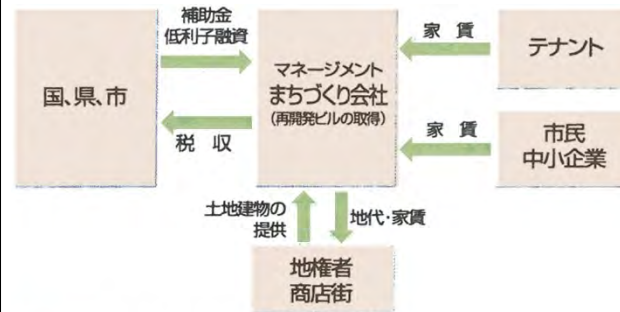 補助金
低利子融資
国、県、市
税 収
マネージメント
まちづくり会社
(再開発ビルの取得)
家 賃
テナント
家 賃
市民
中小企業
土地建物の
提供
地代・家賃
地権者
商店街